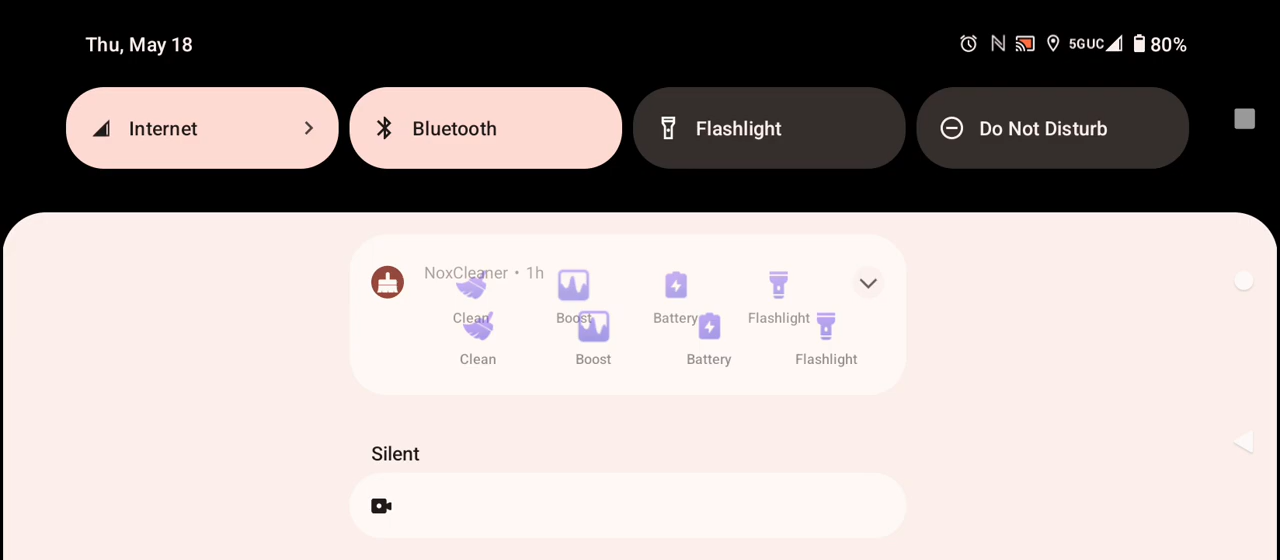 Thu, May 18
5GUC 80%
Internet Bluetooth Flashlight Do Not Disturb
NoxCleaner • 1h
Clean Boost Battery Flashlight
Clean Boost Battery Flashlight
Silent